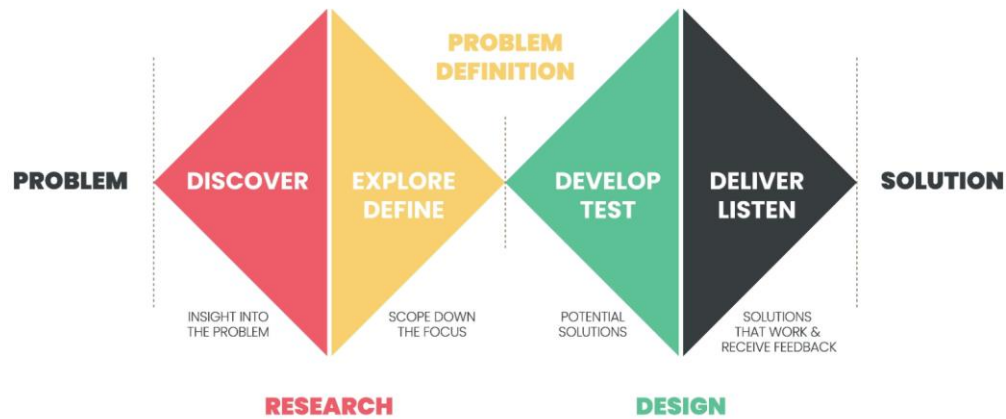 PROBLEM
DEFINITION
PROBLEM
DISCOVER
EXPLORE
DEFINE
DEVELOP
TEST
DELIVER
LISTEN
SOLUTION
INSIGHT INTO
THE PROBLEM
SCOPE DOWN
THE FOCUS
POTENTIAL
SOLUTIONS
SOLUTIONS
THAT WORK &
RECEIVE FEEDBACK
RESEARCH
DESIGN